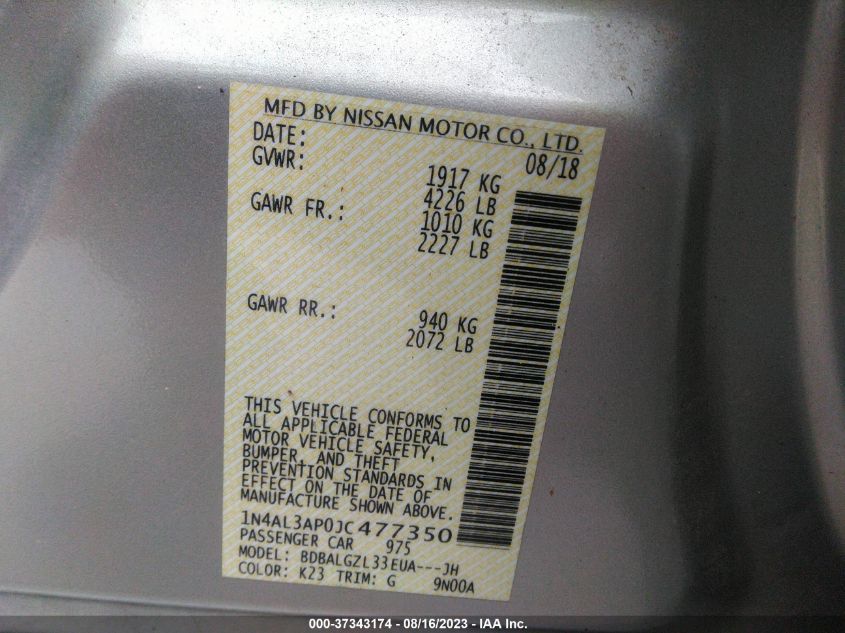 MFD BY NISSAN MOTOR CO., LTD.
DATE: 08/18
GVWR: 1917 KG
4226 LB
GAWR FR.: 1010 KG
2227 LB
GAWR RR.: 940 KG
2072 LB
THIS VEHICLE CONFORMS TO
ALL APPLICABLE FEDERAL
MOTOR VEHICLE SAFETY,
BUMPER, AND THEFT
PREVENTION STANDARDS IN
EFFECT ON THE DATE OF
MANUFACTURE SHOWN ABOVE.
1N4AL3AP0JC477350
PASSENGER CAR 975
MODEL: BDBALGZL33EUA---JH
COLOR: K23 TRIM: G 9N00A
000-37343174 - 08/16/2023 - IAA Inc.